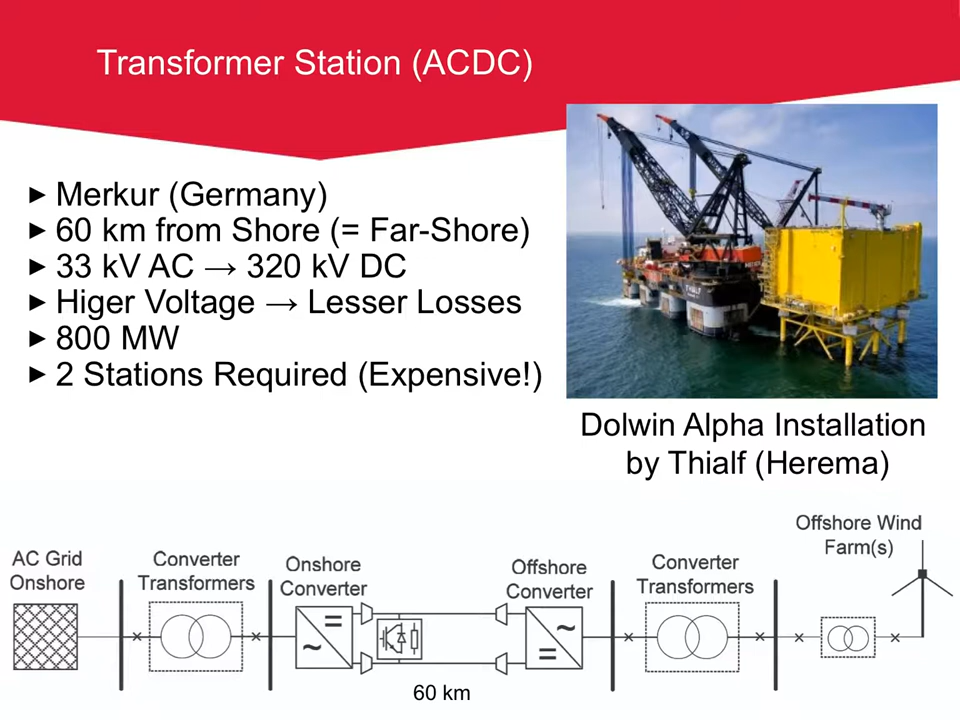 Transformer Station (ACDC)
► Merkur (Germany)
► 60 km from Shore (= Far-Shore)
► 33 kV AC → 320 kV DC
► Higer Voltage → Lesser Losses
► 800 MW
► 2 Stations Required (Expensive!)
THIALF
Dolwin Alpha Installation
by Thialf (Herema)
AC Grid
Onshore
Converter
Transformers
Onshore
Converter
Offshore
Converter
Converter
Transformers
Offshore Wind
Farm(s)
60 km